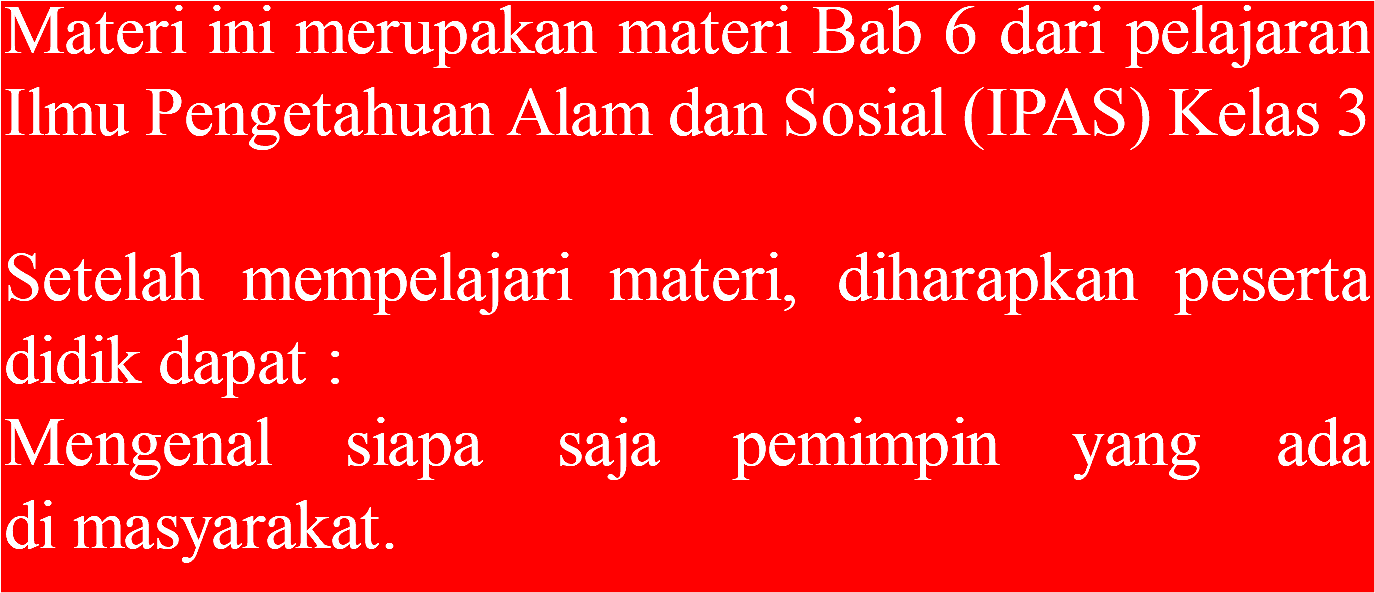 Materi ini merupakan materi Bab 6 dari pelajaran
Ilmu Pengetahuan Alam dan Sosial (IPAS) Kelas 3
Setelah mempelajari materi, diharapkan peserta
didik dapat :
Mengenal siapa saja pemimpin yang ada
di masyarakat.